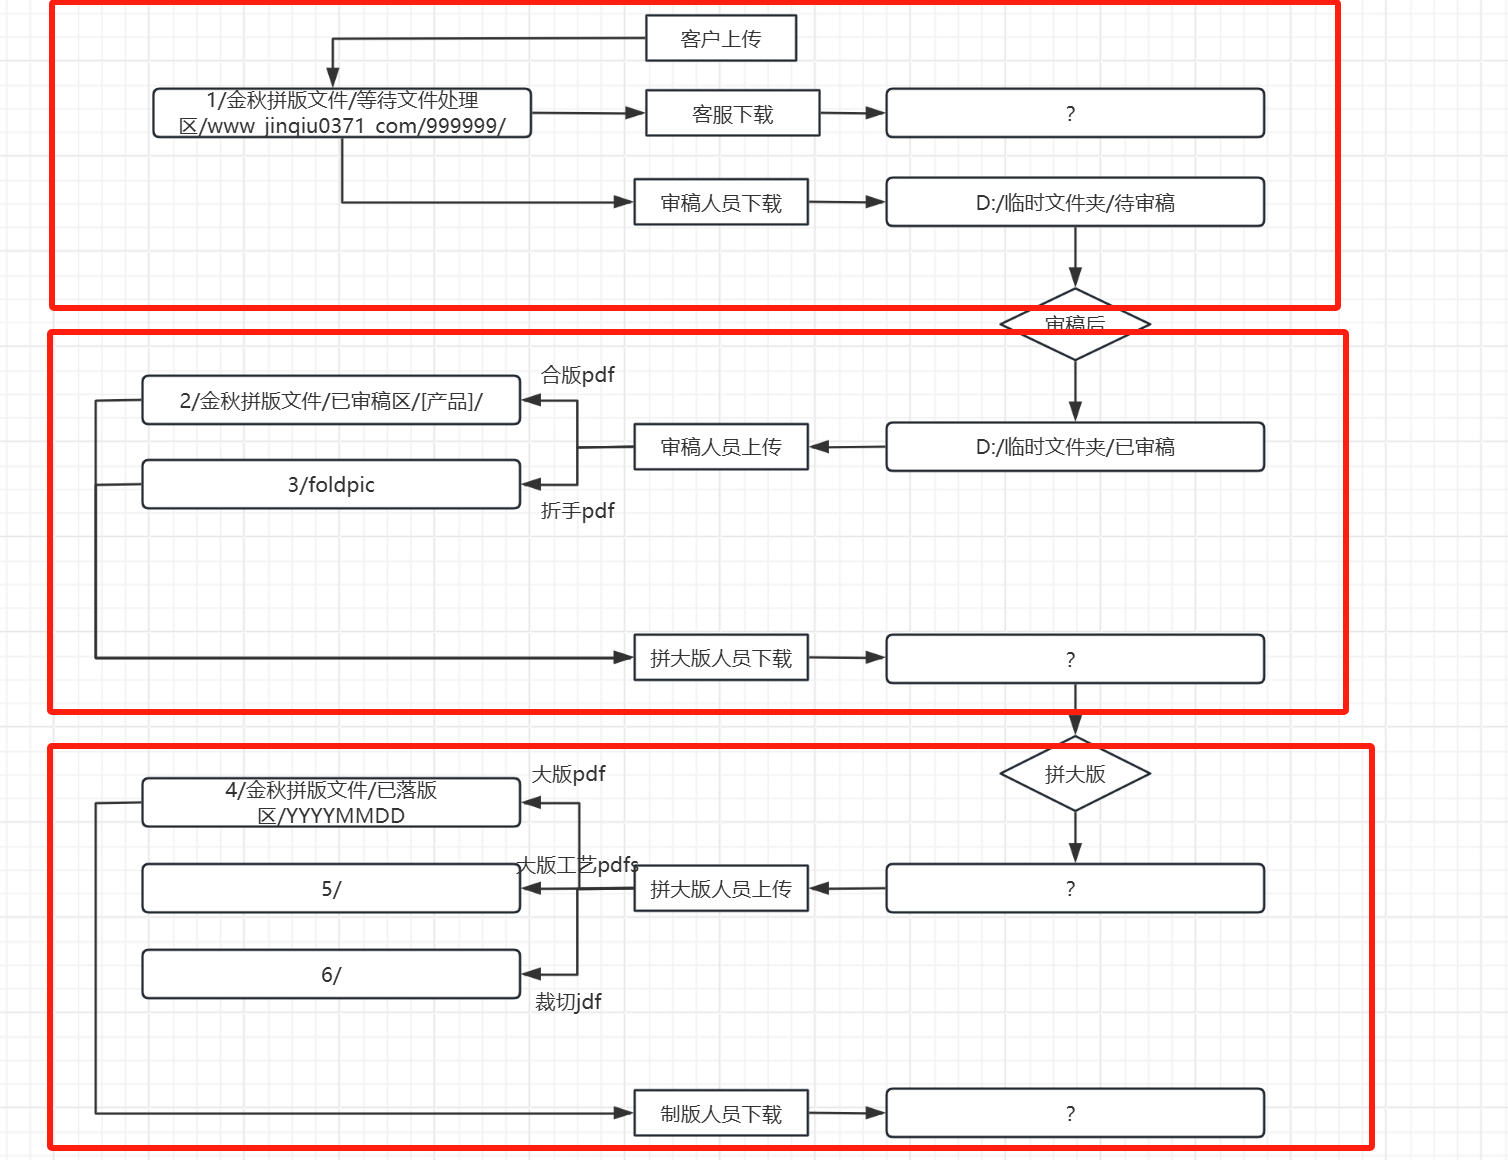 客户上传
1/金秋拼版文件/等待文件处理
区/www_jinqiu0371_com/999999/
客服下载
?
审稿人员下载
D:/临时文件夹/待审稿
审稿后
合版pdf
2/金秋拼版文件/已审稿区/[产品]/
审稿人员上传
D:/临时文件夹/已审稿
3/foldpic
折手pdf
拼大版人员下载
?
拼大版
大版pdf
4/金秋拼版文件/已落版
区/YYYYMMDD
大版工艺pdfs
5/
拼大版人员上传
?
6/
裁切jdf
制版人员下载
?